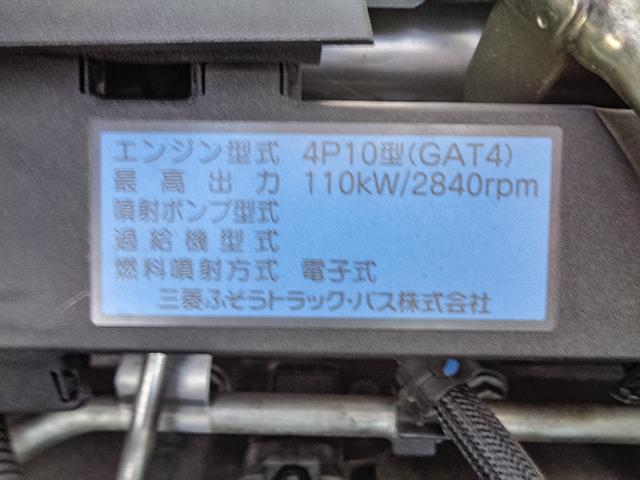 エンジン型式 4P10型(GAT4)
最高出力 110kW/2840rpm
噴射ポンプ型式
過給機型式
燃料噴射方式 電子式
三菱ふそうトラック・バス株式会社